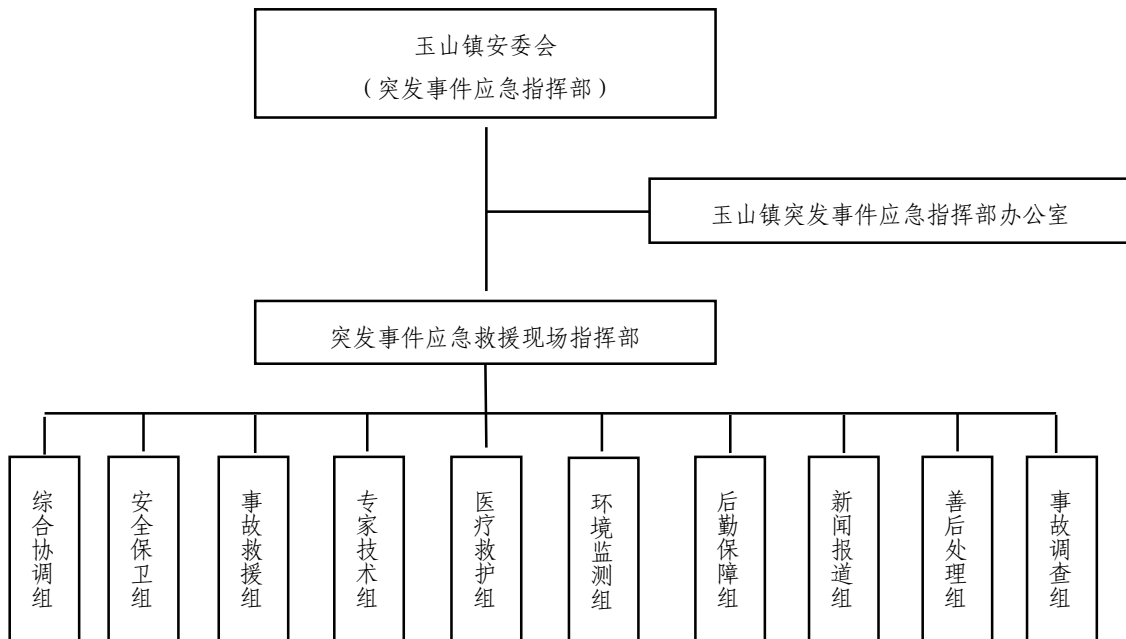 玉山镇安委会
（突发事件应急指挥部）
玉山镇突发事件应急指挥部办公室
突发事件应急救援现场指挥部
综合协调组
安全保卫组
事故救援组
专家技术组
医疗救护组
环境监测组
后勤保障组
新闻报道组
善后处理组
事故调查组